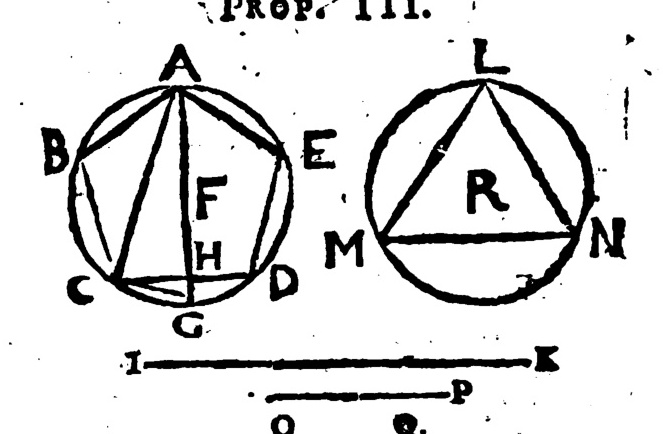 PROP. III.
A L
B E
F R
H M N
C D
G
I K
P
O Q.